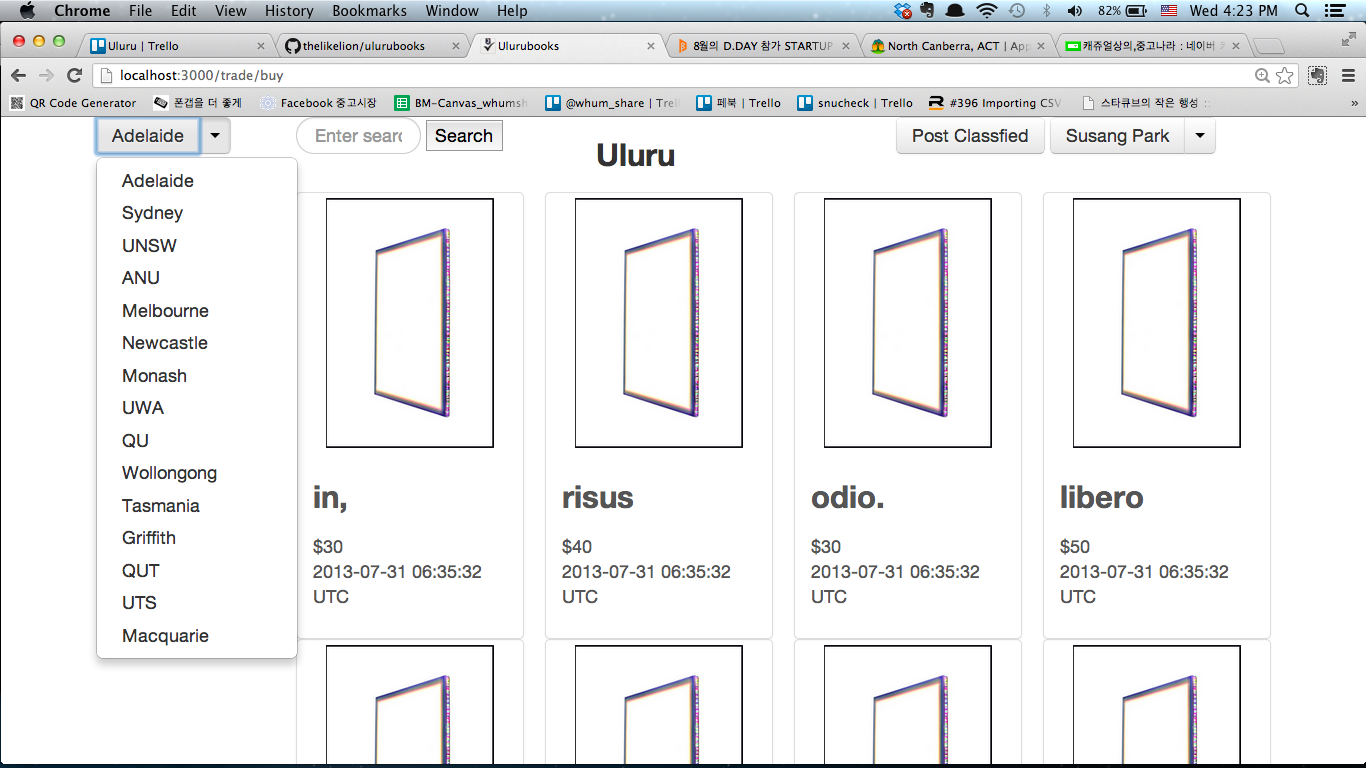 Chrome File Edit View History Bookmarks Window Help 82% Wed 4:23 PM
Uluru | Trello
thelikelion/ulurubooks
Ulurubooks
8월의 D.DAY 참가 STARTUP
North Canberra, ACT | App
캐쥬얼상의,중고나라 : 네이버
localhost:3000/trade/buy
QR Code Generator
폰갭을 더 좋게
Facebook 중고시장
BM-Canvas_whumsh
@whum_share | Trel
페북 | Trello
snucheck | Trello
#396 Importing CSV
스타큐브의 작은 행성 ::
»
Adelaide
Enter searc
Search
Uluru
Post Classfied
Susang Park
Adelaide
Sydney
UNSW
ANU
Melbourne
Newcastle
Monash
UWA
QU
Wollongong
Tasmania
Griffith
QUT
UTS
Macquarie
in,
$30
2013-07-31 06:35:32
UTC
risus
$40
2013-07-31 06:35:32
UTC
odio.
$30
2013-07-31 06:35:32
UTC
libero
$50
2013-07-31 06:35:32
UTC